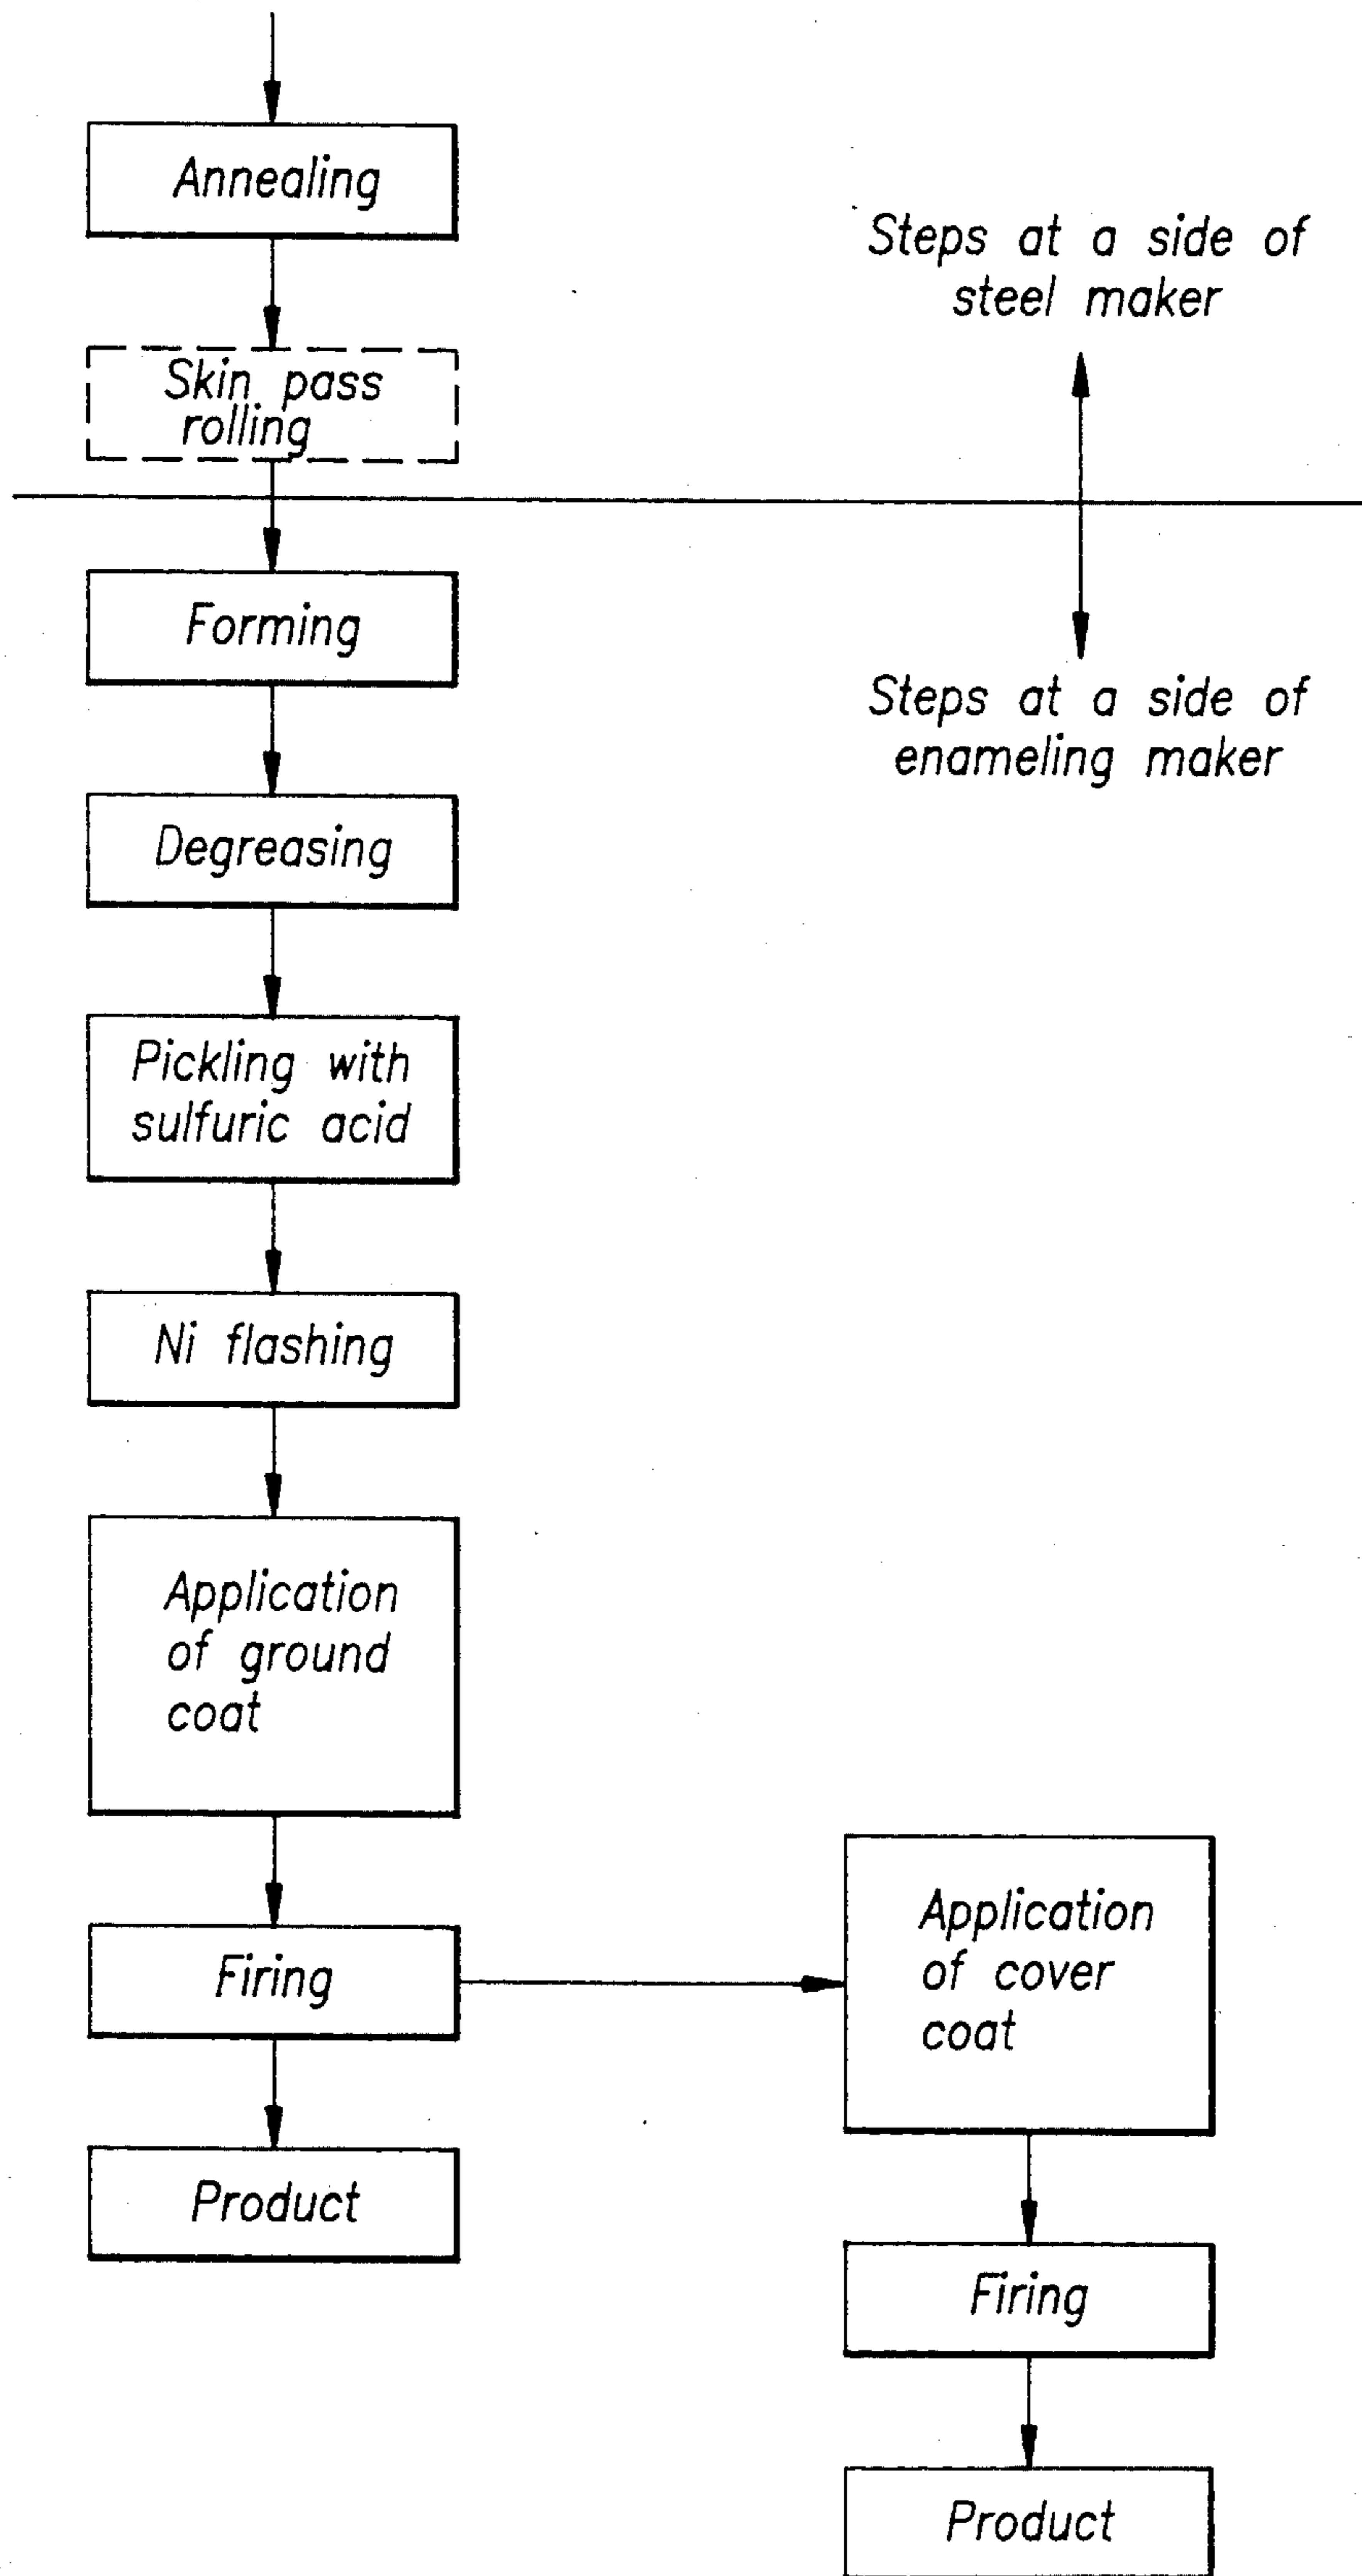 Annealing
Steps at a side of
steel maker
Skin pass
rolling
Forming
Steps at a side of
enameling maker
Degreasing
Pickling with
sulfuric acid
Ni flashing
Application
of ground
coat
Firing
Application
of cover
coat
Product
Firing
Product